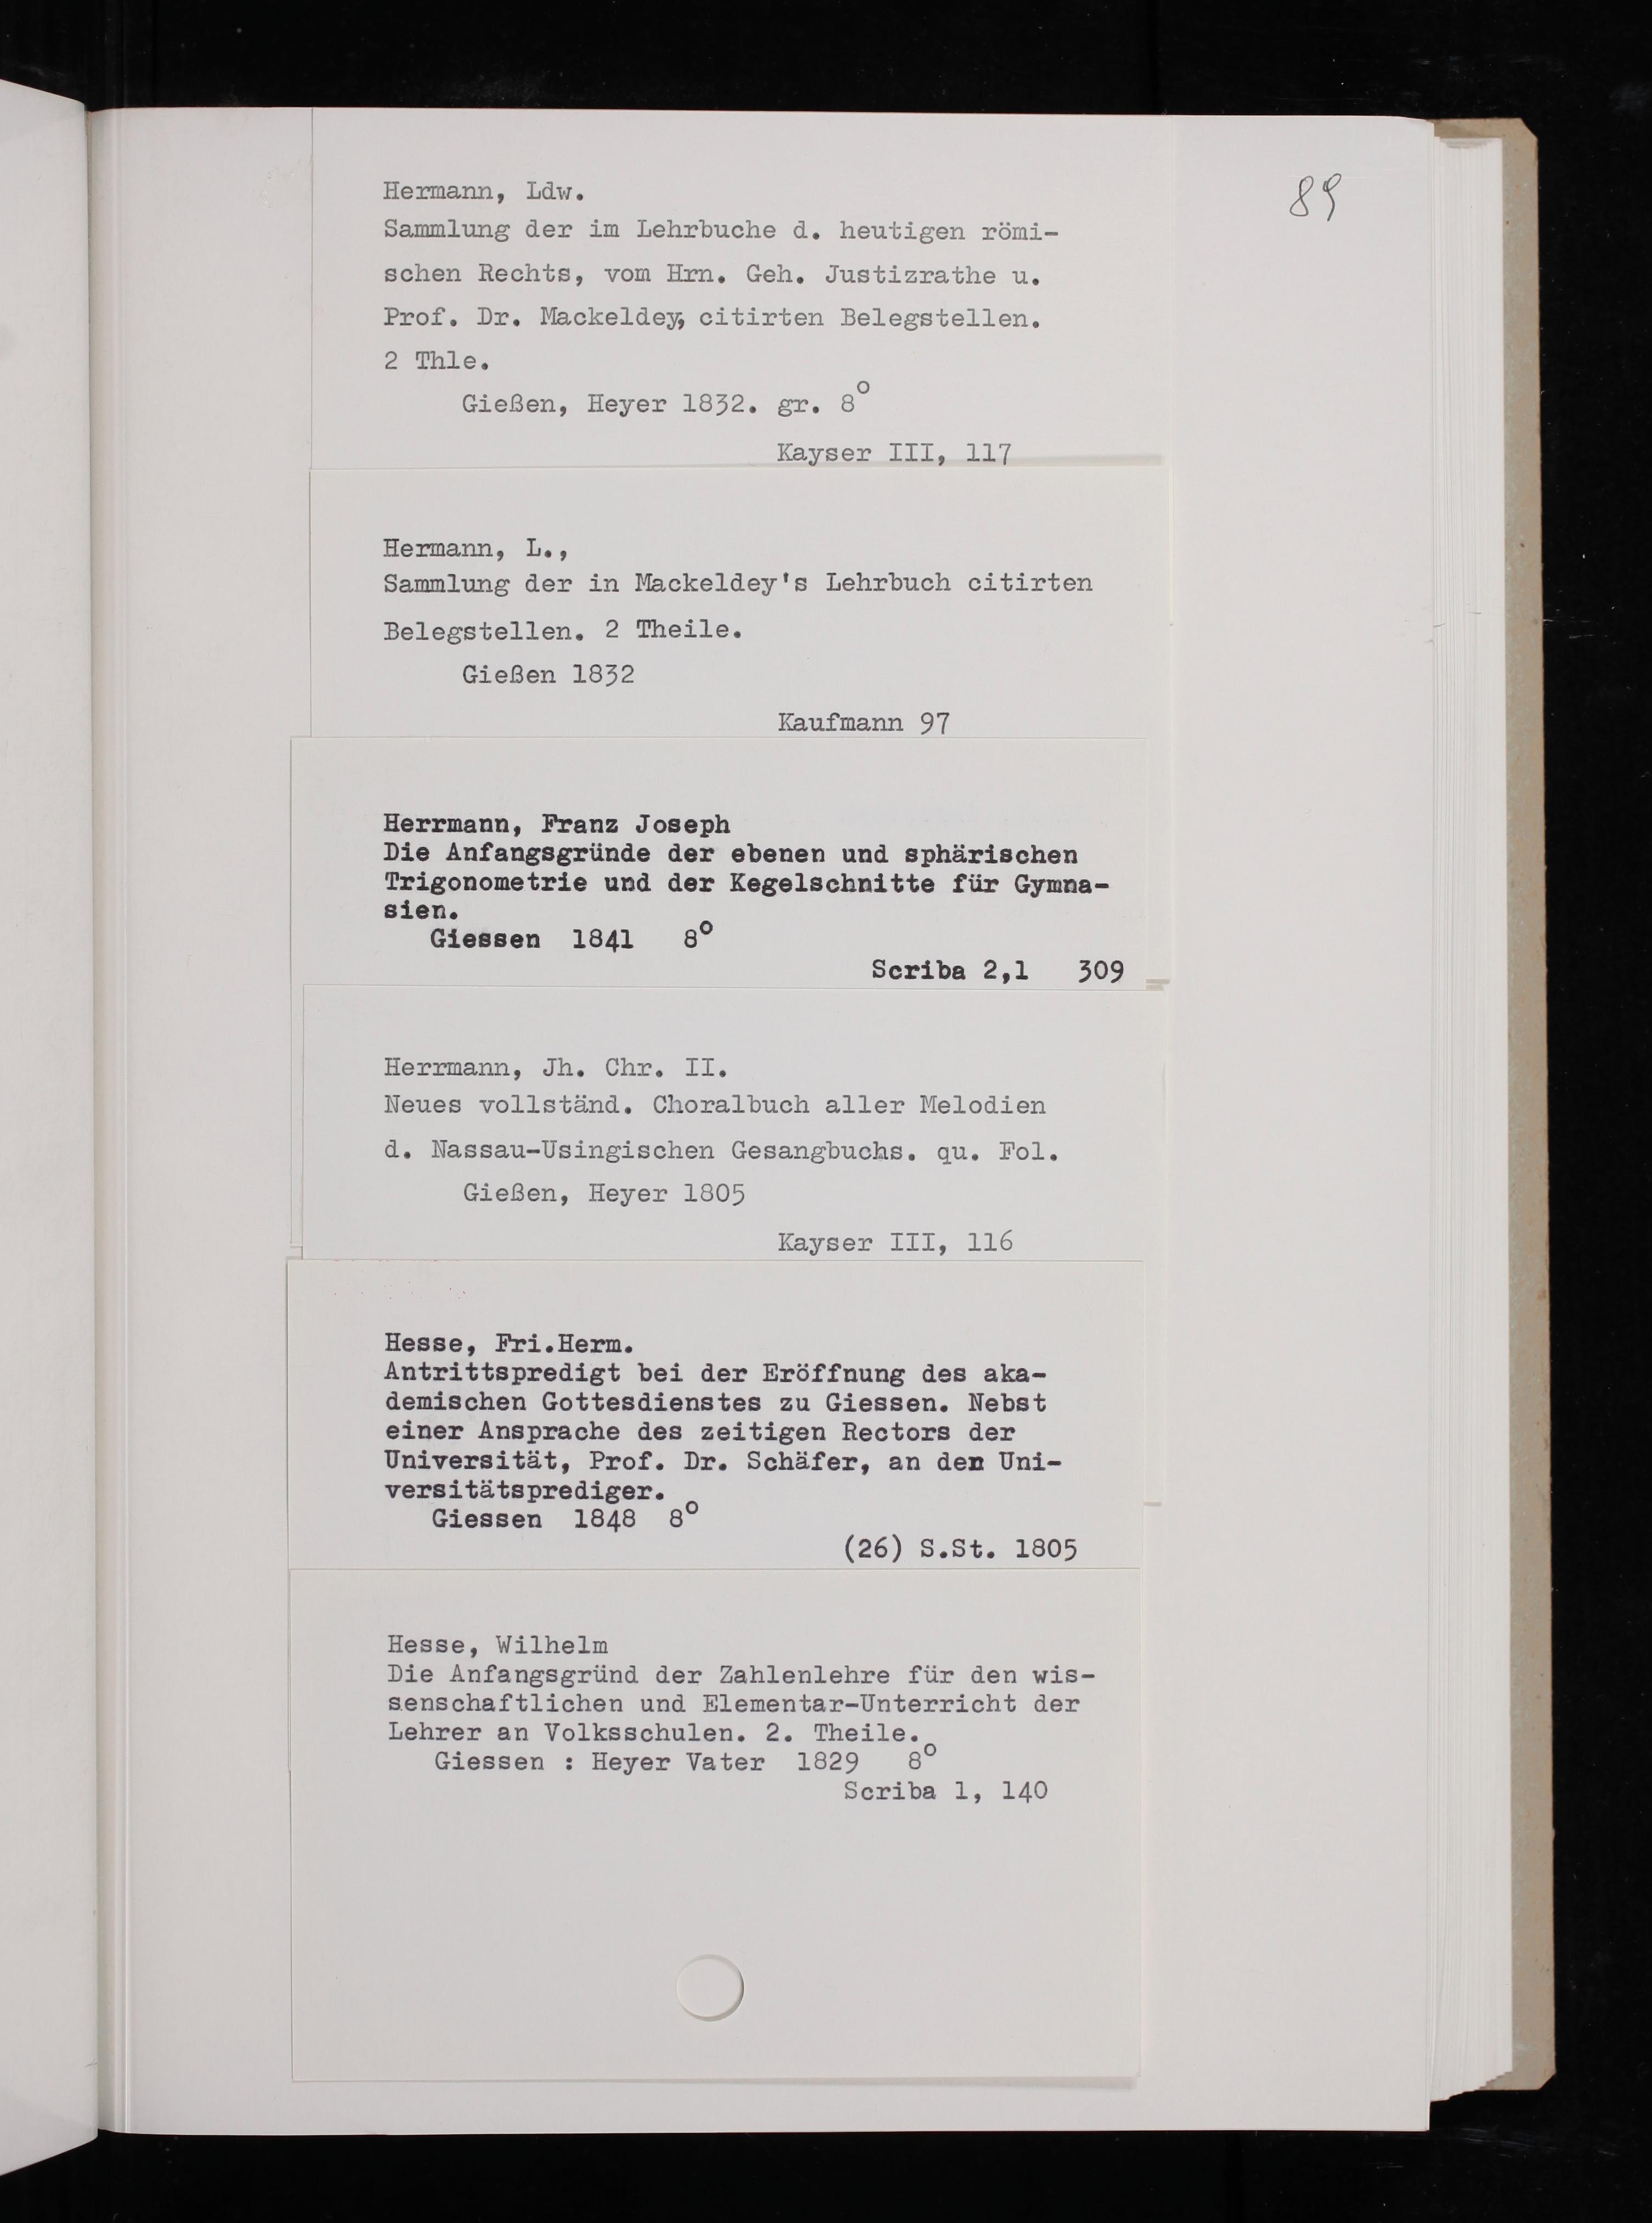 89
Hermann, Ldw.
Sammlung der im Lehrbuche d. heutigen römi-
schen Rechts, vom Hrn. Geh. Justizrathe u.
Prof. Dr. Mackeldey, citirten Belegstellen.
2 Thle.
Gießen, Heyer 1832. gr. 8°
Kayser III, 117
Hermann, L.,
Sammlung der in Mackeldey's Lehrbuch citirten
Belegstellen. 2 Theile.
Gießen 1832
Kaufmann 97
Herrmann, Franz Joseph
Die Anfangsgründe der ebenen und sphärischen
Trigonometrie und der Kegelschnitte für Gymna-
sien.
Giessen 1841 8°
Scriba 2,1 309
Herrmann, Jh. Chr. II.
Neues vollständ. Choralbuch aller Melodien
d. Nassau-Usingischen Gesangbuchs. qu. Fol.
Gießen, Heyer 1805
Kayser III, 116
Hesse, Fri.Herm.
Antrittspredigt bei der Eröffnung des aka-
demischen Gottesdienstes zu Giessen. Nebst
einer Ansprache des zeitigen Rectors der
Universität, Prof. Dr. Schäfer, an den Uni-
versitätsprediger.
Giessen 1848 8°
(26) S.St. 1805
Hesse, Wilhelm
Die Anfangsgründ der Zahlenlehre für den wis-
senschaftlichen und Elementar-Unterricht der
Lehrer an Volksschulen. 2. Theile.
Giessen : Heyer Vater 1829 8°
Scriba 1, 140